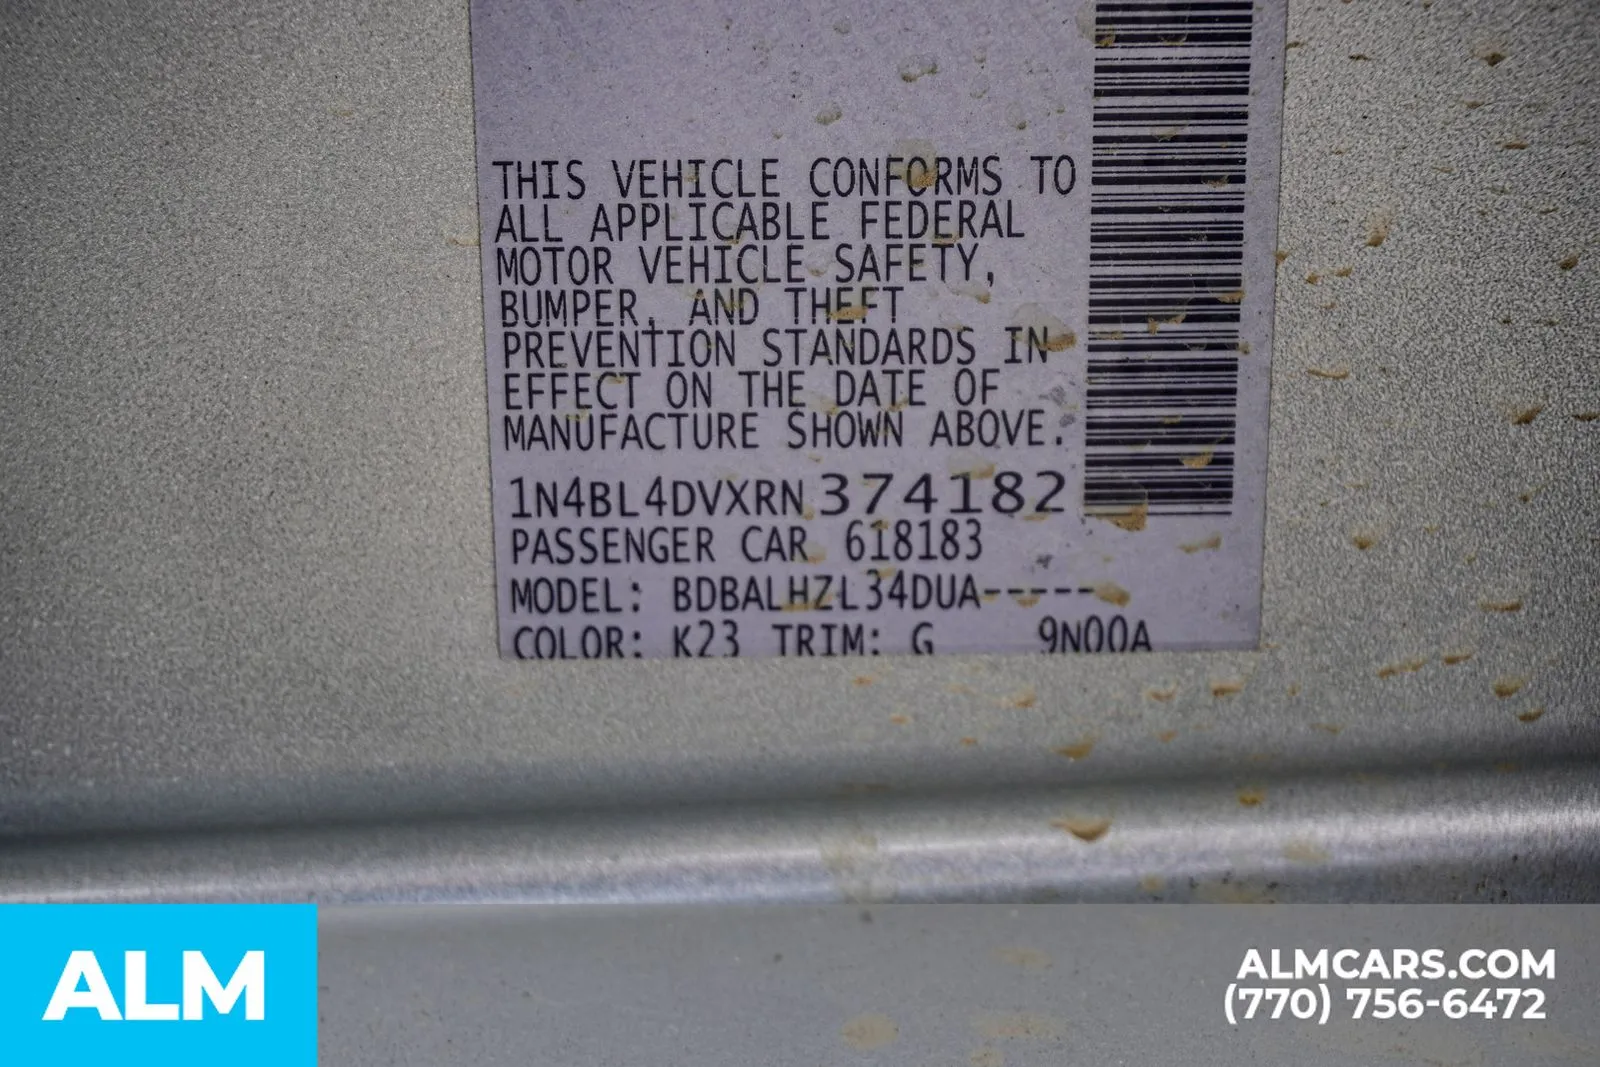 THIS VEHICLE CONFORMS TO
ALL APPLICABLE FEDERAL
MOTOR VEHICLE SAFETY,
BUMPER, AND THEFT
PREVENTION STANDARDS IN
EFFECT ON THE DATE OF
MANUFACTURE SHOWN ABOVE.
1N4BL4DVXRN374182
PASSENGER CAR 618183
MODEL: BDBALHZL34DUA-----
COLOR: K23 TRIM: G 9N00A
ALM
ALMCARS.COM
(770) 756-6472